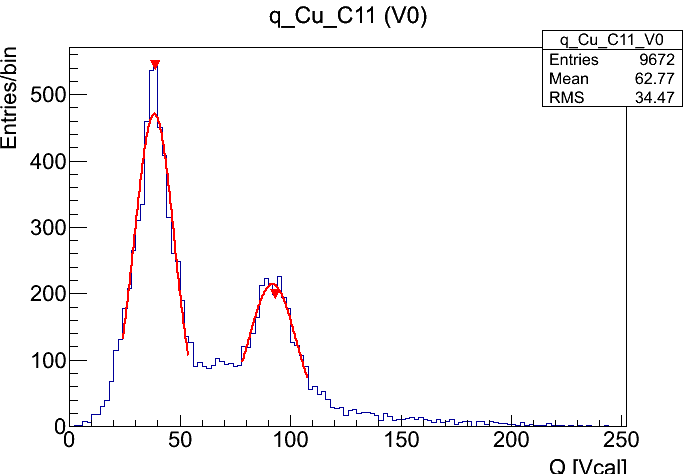 q_Cu_C11 (V0)
q_Cu_C11_V0
Entries 9672
Mean 62.77
RMS 34.47
Entries/bin
500
400
300
200
100
0
0 50 100 150 200 250
Q [Vcal]